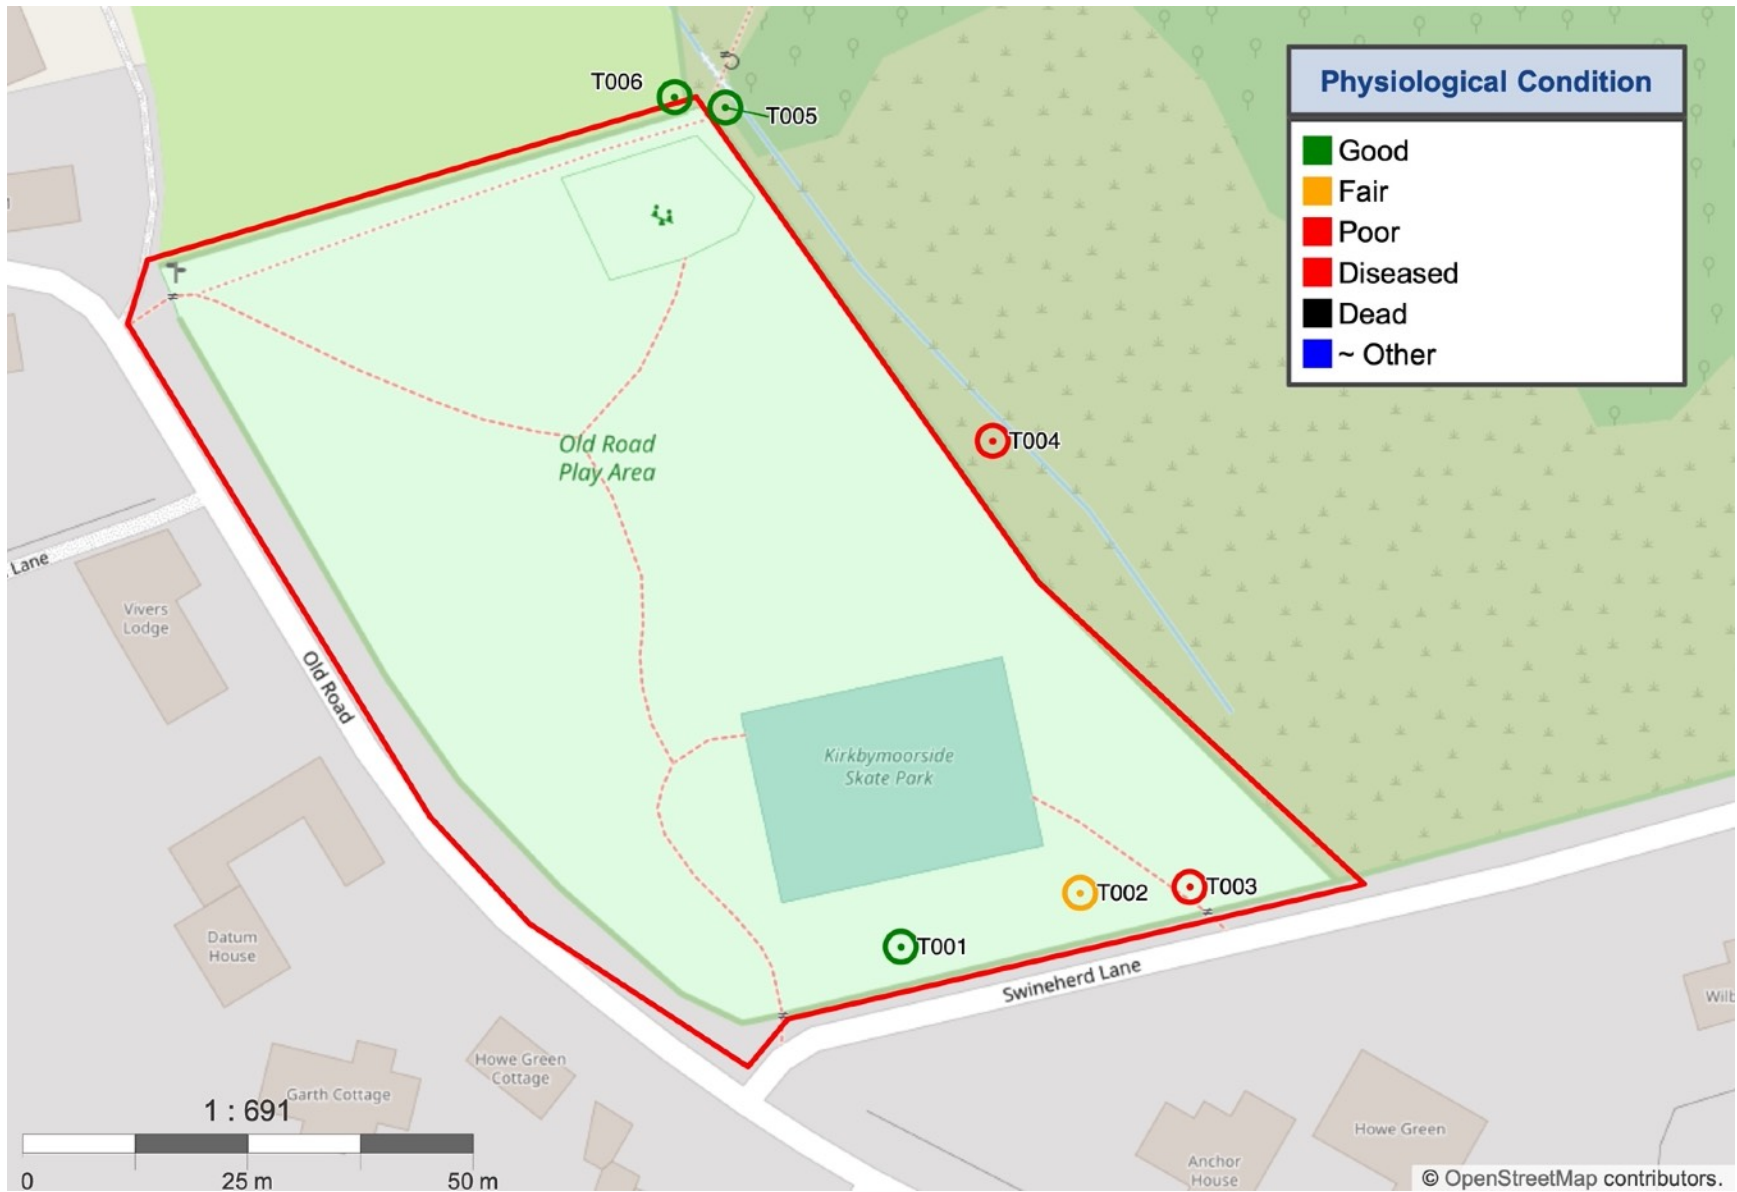 T006
T005
Physiological Condition
Good
Fair
Poor
Diseased
Dead
~ Other
T004
Old Road
Play Area
Lane
Vivers
Lodge
Old Road
Kirkbymoorside
Skate Park
T002
T003
T001
Datum
House
Swineherd Lane
Howe Green
Cottage
Garth Cottage
1 : 691
0
25 m
50 m
Howe Green
Anchor
House
© OpenStreetMap contributors.